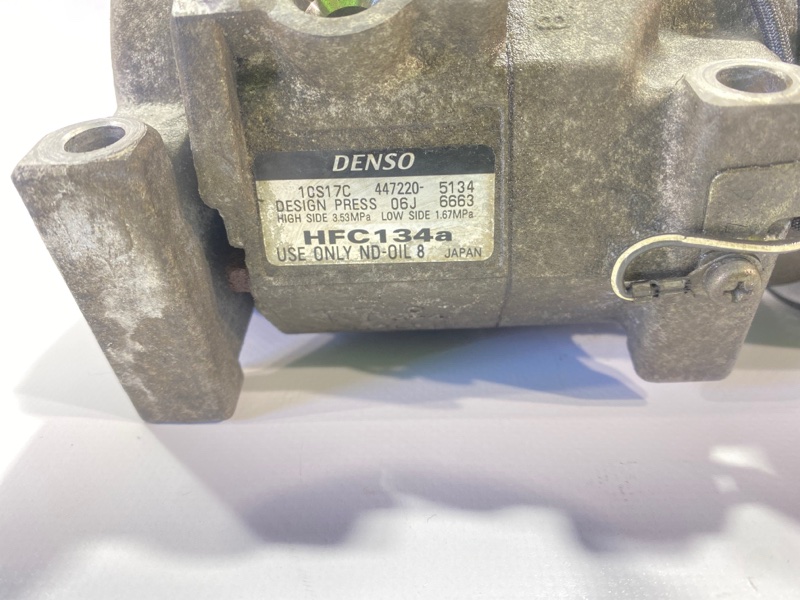 DENSO
1CS17C 447220- 5134
DESIGN PRESS 06J 6663
HIGH SIDE 3.53MPa LOW SIDE 1.67MPa
HFC134a
USE ONLY ND-OIL 8 JAPAN